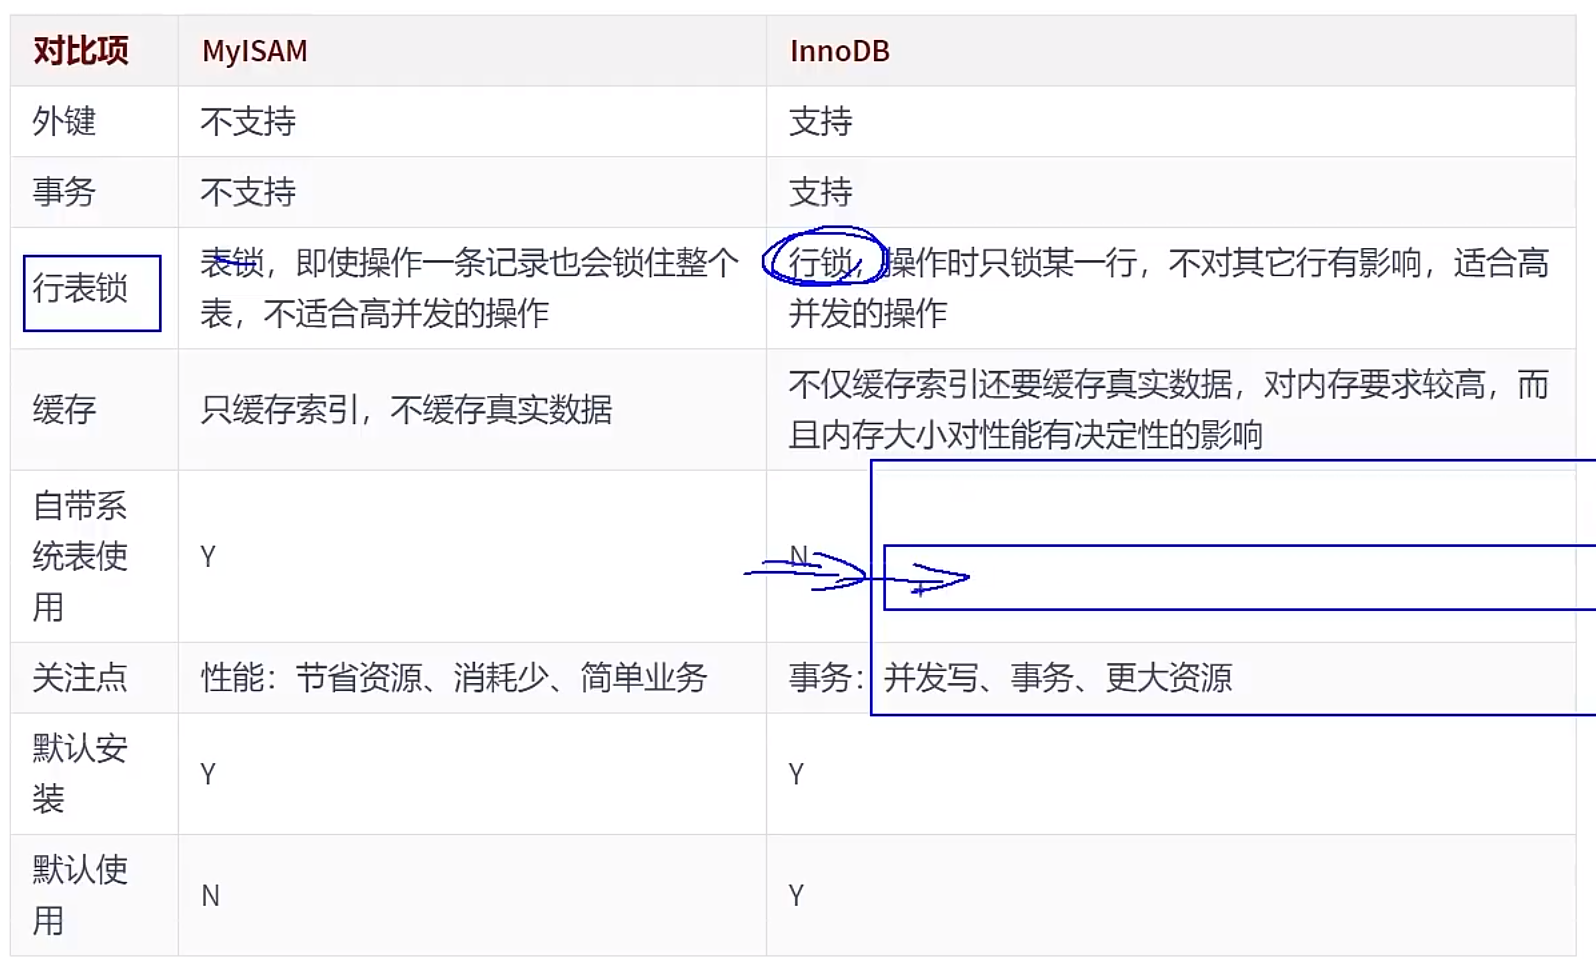 对比项 MyISAM InnoDB
外键 不支持 支持
事务 不支持 支持
行表锁
表锁，即使操作一条记录也会锁住整个
表，不适合高并发的操作
行锁，操作时只锁某一行，不对其它行有影响，适合高
并发的操作
缓存
只缓存索引，不缓存真实数据
不仅缓存索引还要缓存真实数据，对内存要求较高，而
且内存大小对性能有决定性的影响
自带系
统表使
用
Y
N
关注点 性能：节省资源、消耗少、简单业务 事务：并发写、事务、更大资源
默认安
装
Y
Y
默认使
用
N
Y